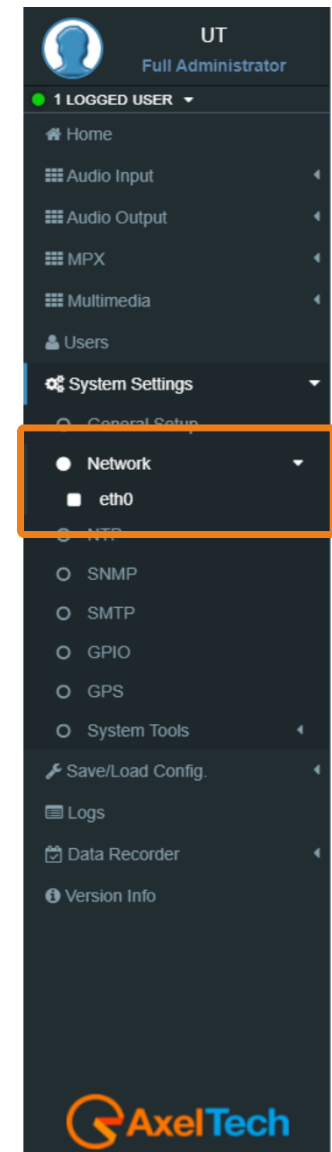 UT
Full Administrator
1 LOGGED USER
Home
Audio Input
Audio Output
MPX
Multimedia
Users
System Settings
General Setup
Network
eth0
NTP
SNMP
SMTP
GPIO
GPS
System Tools
Save/Load Config.
Logs
Data Recorder
Version Info
AxelTech